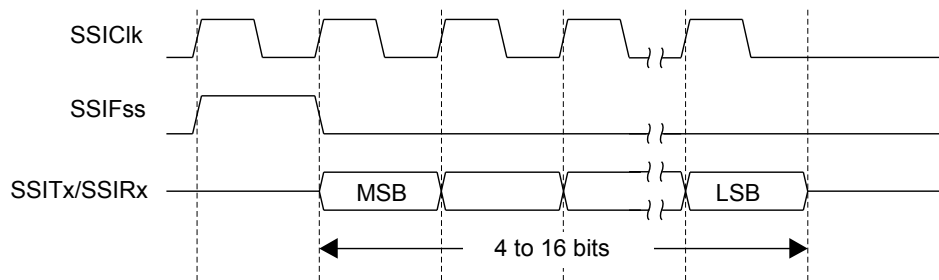 SSIClk
SSIFss
SSITx/SSIRx
MSB
LSB
4 to 16 bits